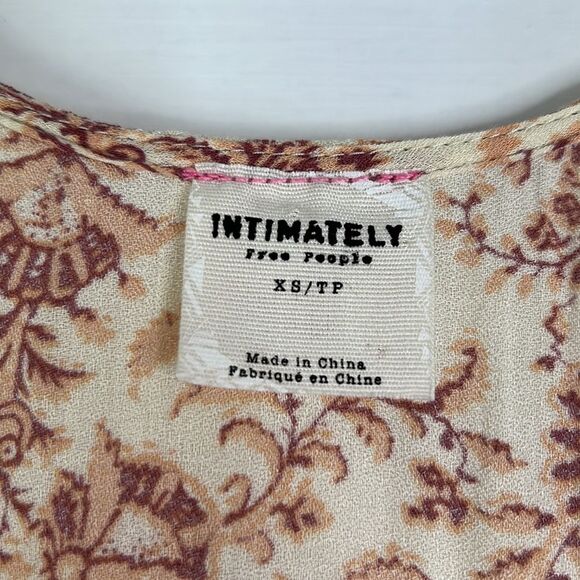 INTIMATELY
Free People
XS/TP
Made in China
Fabriqué en Chine